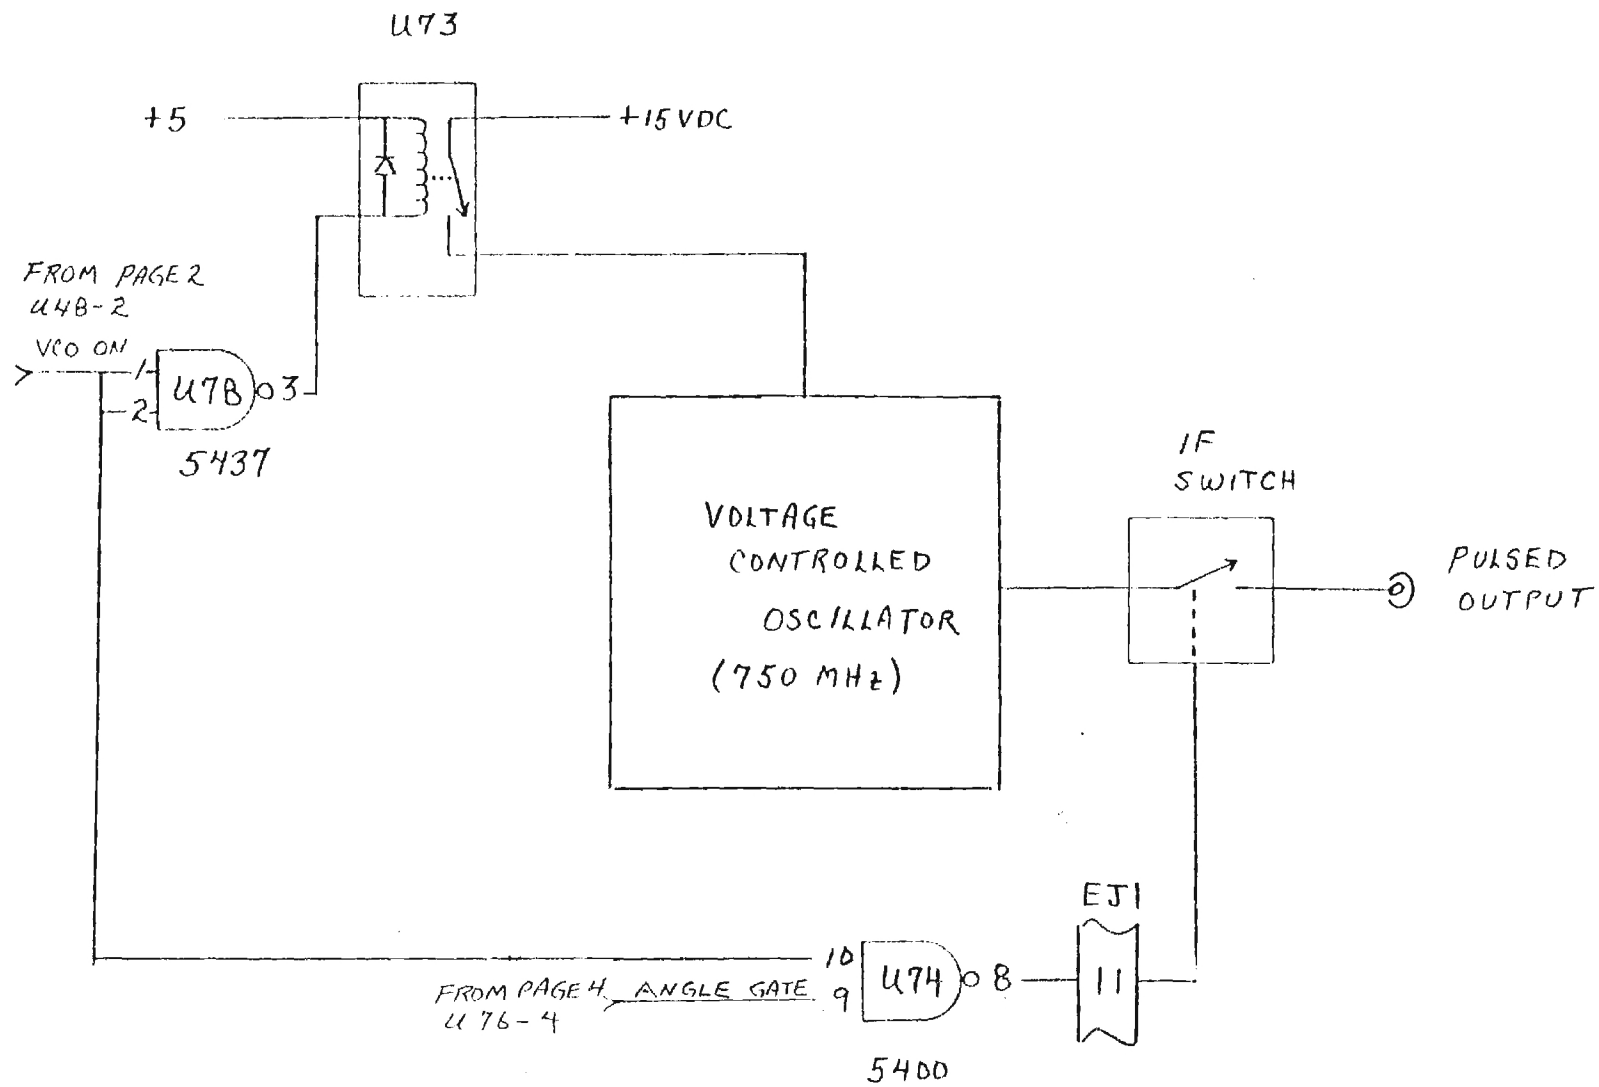 U73
+5
+15VDC
FROM PAGE 2
U48-2
VCO ON
1
2
U78
3
5437
VOLTAGE
CONTROLLED
OSCILLATOR
(750 MHz)
IF
SWITCH
PULSED
OUTPUT
EJ1
10
9
U74
8
11
FROM PAGE 4
U76-4
ANGLE GATE
5400